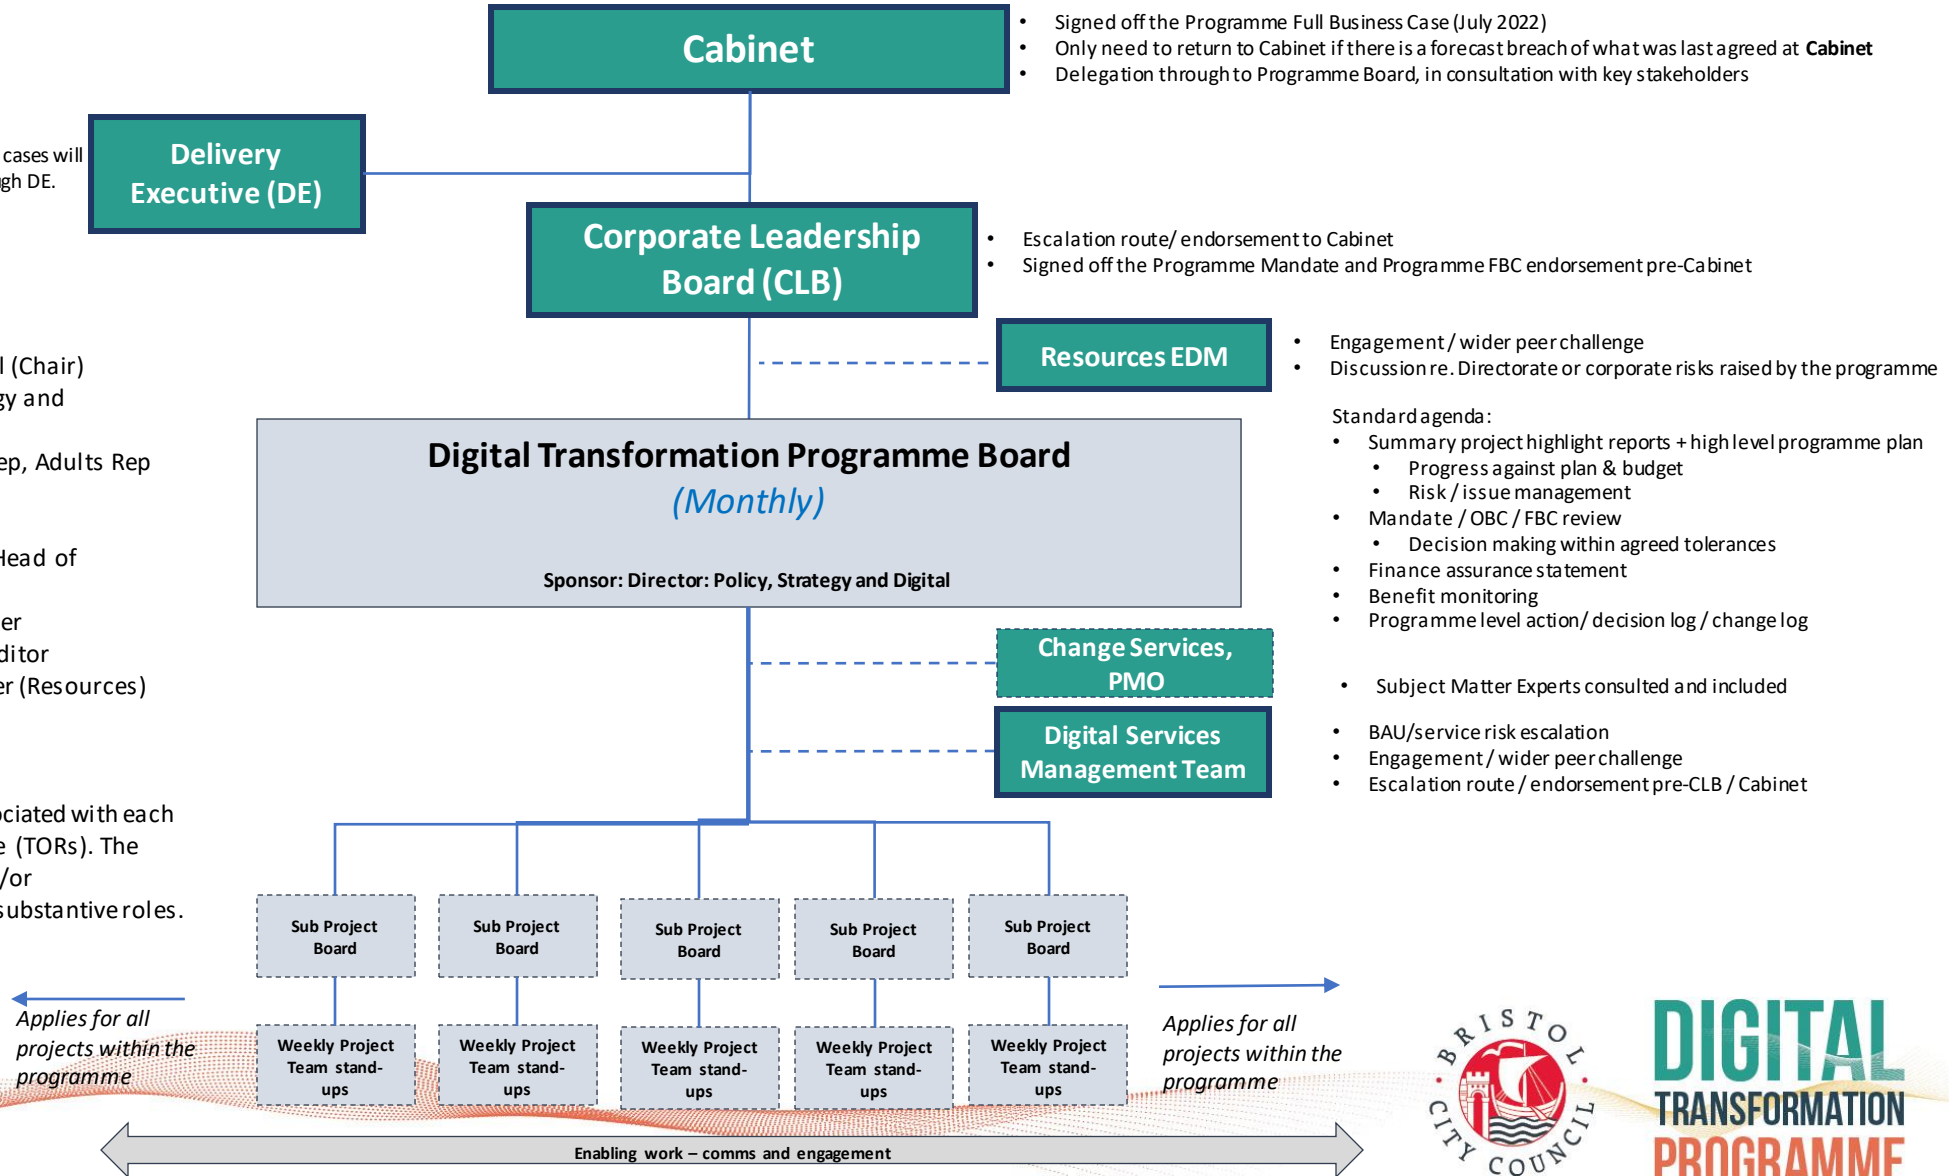 Cabinet
• Signed off the Programme Full Business Case (July 2022)
• Only need to return to Cabinet if there is a forecast breach of what was last agreed at Cabinet
• Delegation through to Programme Board, in consultation with key stakeholders
cases will
gh DE.
Delivery
Executive (DE)
Corporate Leadership
Board (CLB)
• Escalation route/ endorsement to Cabinet
• Signed off the Programme Mandate and Programme FBC endorsement pre-Cabinet
Resources EDM
• Engagement / wider peer challenge
• Discussion re. Directorate or corporate risks raised by the programme
l (Chair)
gy and
ep, Adults Rep
Head of
er
ditor
er (Resources)
Digital Transformation Programme Board
(Monthly)
Sponsor: Director: Policy, Strategy and Digital
Standard agenda:
• Summary project highlight reports + high level programme plan
• Progress against plan & budget
• Risk / issue management
• Mandate / OBC / FBC review
• Decision making within agreed tolerances
• Finance assurance statement
• Benefit monitoring
• Programme level action/ decision log / change log
Change Services,
PMO
• Subject Matter Experts consulted and included
Digital Services
Management Team
• BAU/service risk escalation
• Engagement / wider peer challenge
• Escalation route / endorsement pre-CLB / Cabinet
ociated with each
e (TORs). The
/or
substantive roles.
Sub Project
Board
Sub Project
Board
Sub Project
Board
Sub Project
Board
Sub Project
Board
Applies for all
projects within the
programme
Weekly Project
Team stand-
ups
Weekly Project
Team stand-
ups
Weekly Project
Team stand-
ups
Weekly Project
Team stand-
ups
Weekly Project
Team stand-
ups
Applies for all
projects within the
programme
Enabling work – comms and engagement
BRISTOL
CITY COUNCIL
DIGITAL
TRANSFORMATION
PROGRAMME